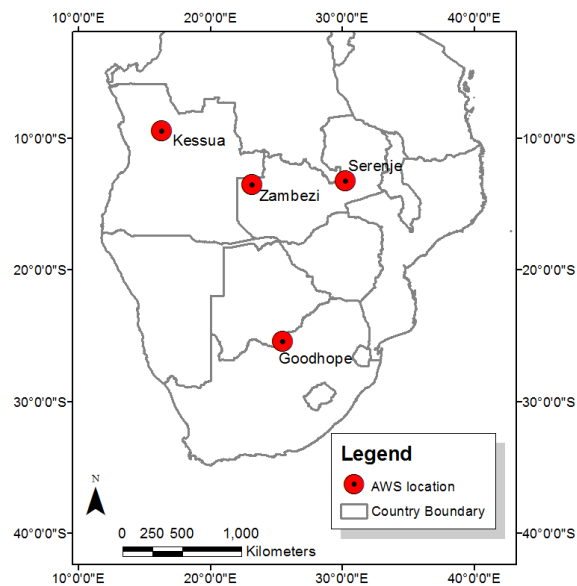 10°0'0"E 20°0'0"E 30°0'0"E 40°0'0"E
10°0'0"S 10°0'0"S
Kessua
Serenje
Zambezi
20°0'0"S 20°0'0"S
Goodhope
30°0'0"S 30°0'0"S
Legend
AWS location
Country Boundary
N
0 250 500 1,000
Kilometers
40°0'0"S 40°0'0"S
10°0'0"E 20°0'0"E 30°0'0"E 40°0'0"E